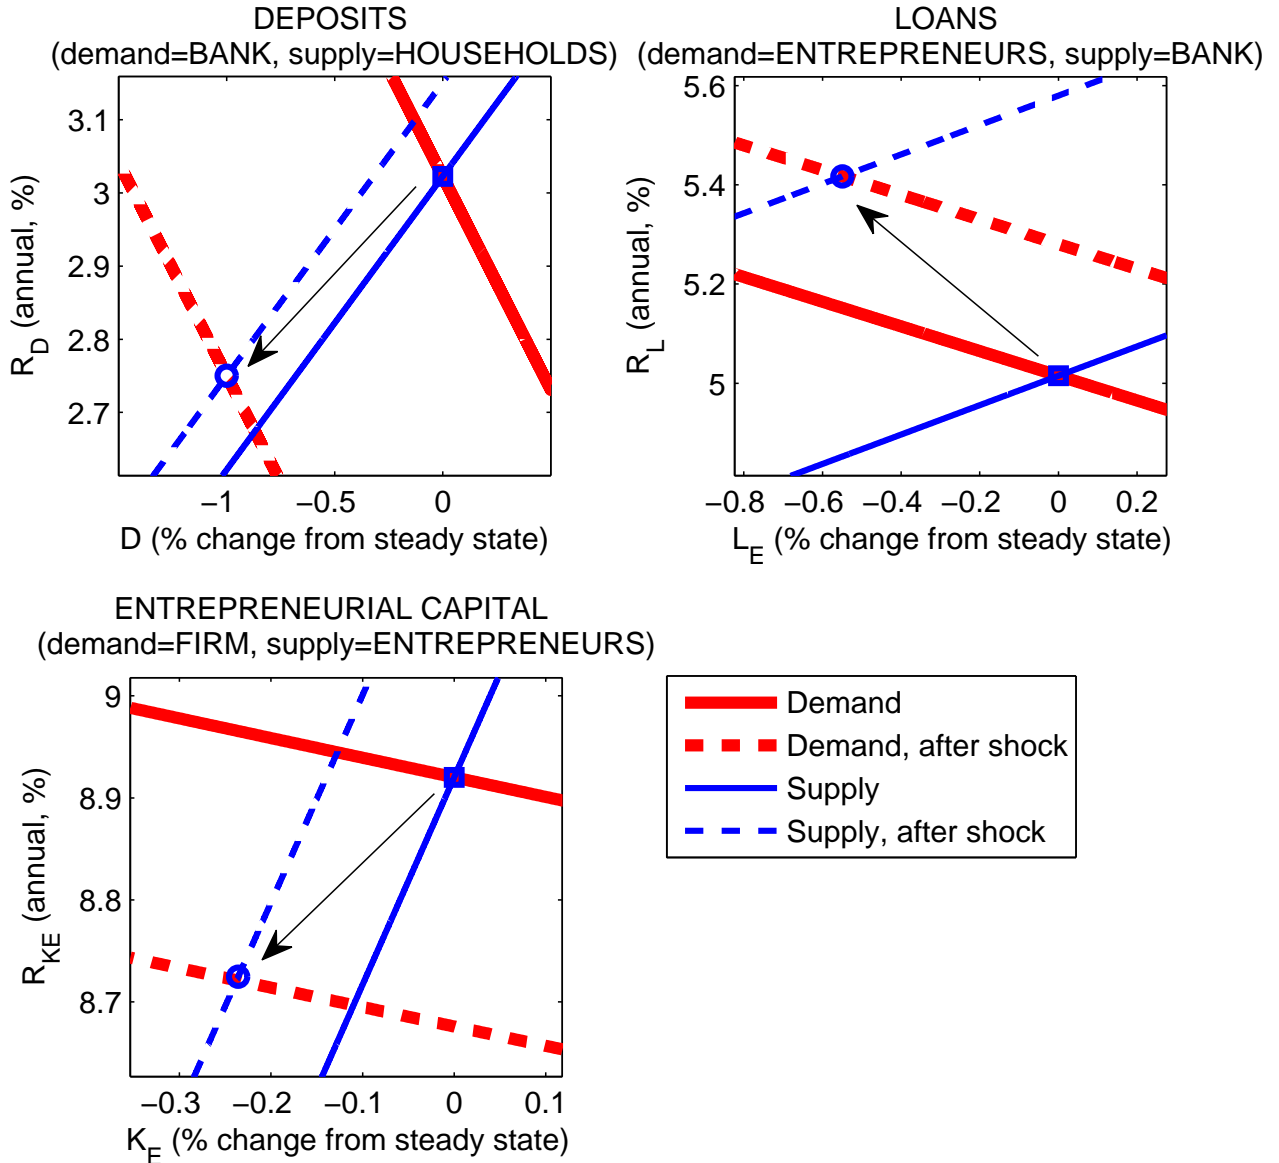 DEPOSITS
(demand=BANK, supply=HOUSEHOLDS)
3.1
3
2.9
2.8
2.7
R_D (annual, %)
−1
−0.5
0
D (% change from steady state)
LOANS
(demand=ENTREPRENEURS, supply=BANK)
5.6
5.4
5.2
5
R_L (annual, %)
−0.8
−0.6
−0.4
−0.2
0
0.2
L_E (% change from steady state)
ENTREPRENEURIAL CAPITAL
(demand=FIRM, supply=ENTREPRENEURS)
9
8.9
8.8
8.7
R_KE (annual, %)
−0.3
−0.2
−0.1
0
0.1
K_E (% change from steady state)
Demand
Demand, after shock
Supply
Supply, after shock